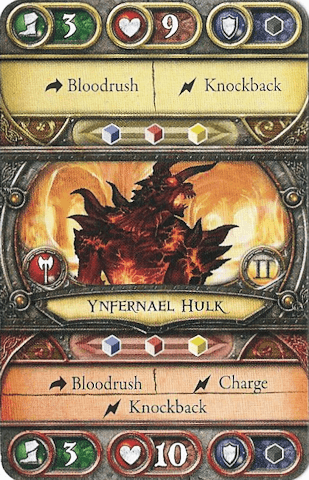 3 9
Bloodrush Knockback
II
YNFERNAEL HULK
Bloodrush Charge
Knockback
3 10